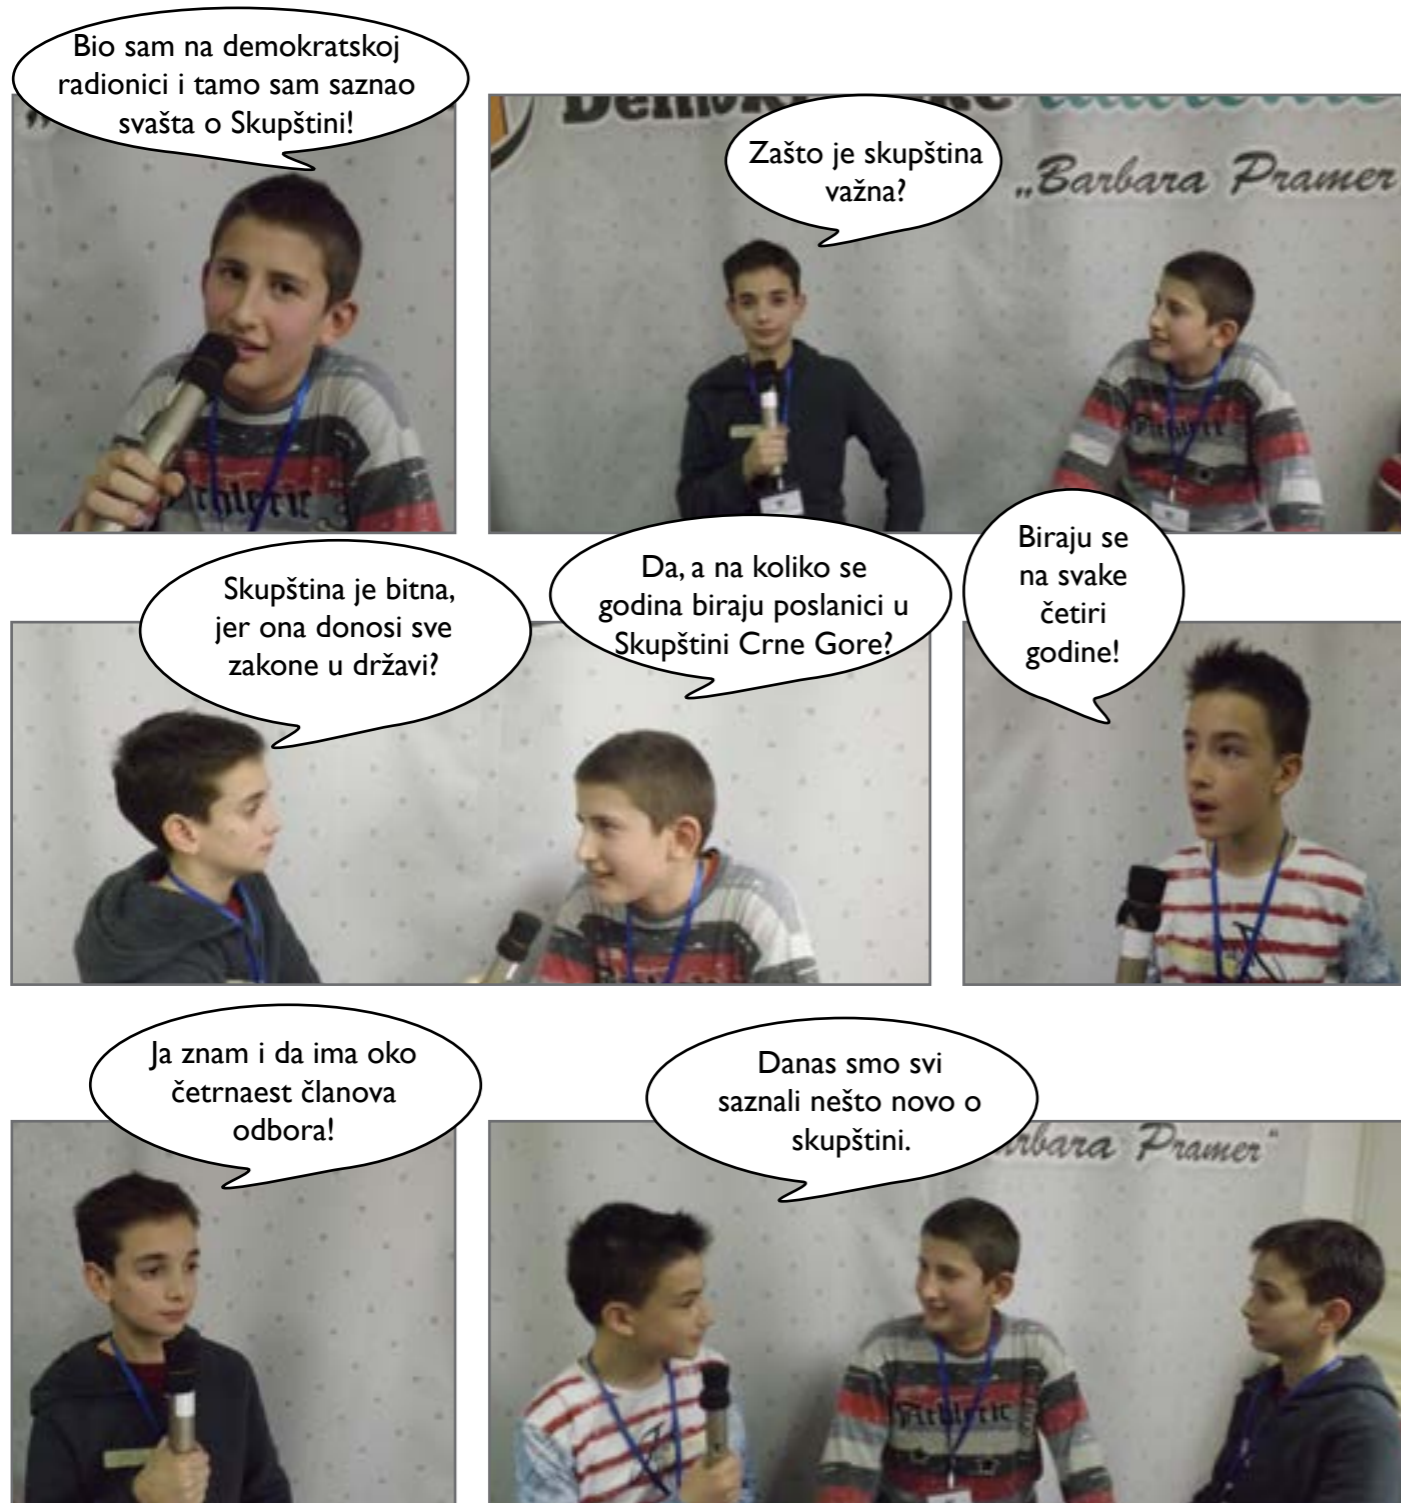 Bio sam na demokratskoj
radionici i tamo sam saznao
svašta o Skupštini!
Zašto je skupština
važna?
„Barbara Pramer
Athletic
Athletic
Skupština je bitna,
jer ona donosi sve
zakone u državi?
Da, a na koliko se
godina biraju poslanici u
Skupštini Crne Gore?
Biraju se
na svake
četiri
godine!
Ja znam i da ima oko
četrnaest članova
odbora!
Danas smo svi
saznali nešto novo o
skupštini.
Pramer“
Athletic